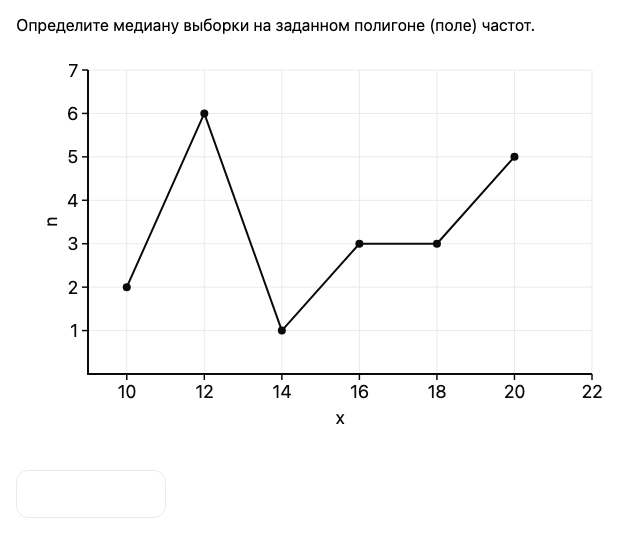 Определите медиану выборки на заданном полигоне (поле) частот.
7
6
5
4
3
2
1
n
10 12 14 16 18 20 22
x